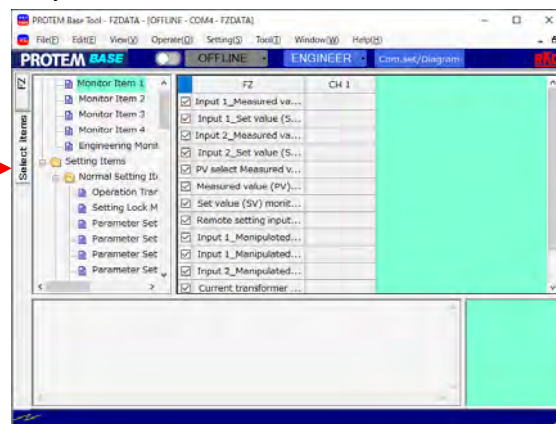 PROTEM Base Tool - FZDATA - [OFFLINE - COM4 - FZDATA]
File(F) Edit(E) View(V) Operate(O) Setting(S) Tool(T) Window(W) Help(H)
PROTEM BASE OFFLINE ENGINEER Com.set/Diagram RKC
FZ
Select Items
Monitor Item 1
Monitor Item 2
Monitor Item 3
Monitor Item 4
Engineering Monit
Setting Items
Normal Setting It
Operation Trar
Setting Lock M
Parameter Set
Parameter Set
Parameter Set
Parameter Set
FZ CH 1
Input 1_Measured va...
Input 1_Set value (S...
Input 2_Measured va...
Input 2_Set value (S...
PV select Measured v...
Measured value (PV)...
Set value (SV) monit...
Remote setting input...
Input 1_Manipulated...
Input 1_Manipulated...
Input 2_Manipulated...
Current transformer ...